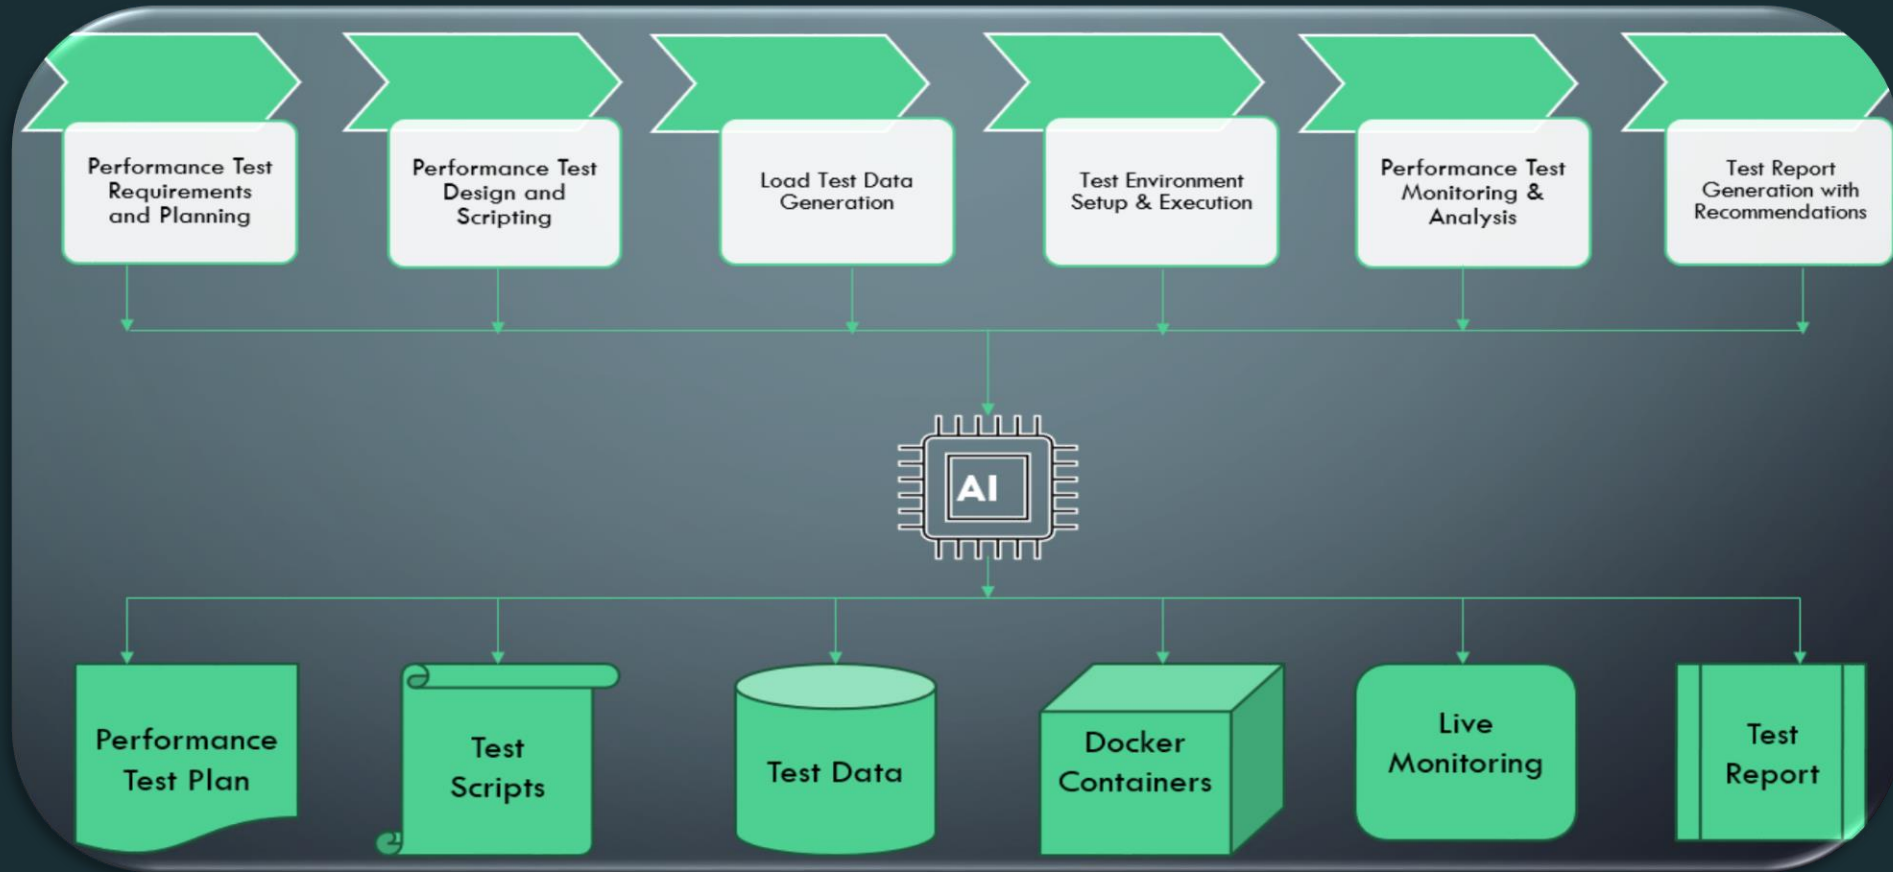 Performance Test
Requirements
and Planning
Performance Test
Design and
Scripting
Load Test Data
Generation
Test Environment
Setup & Execution
Performance Test
Monitoring &
Analysis
Test Report
Generation with
Recommendations
AI
Performance
Test Plan
Test
Scripts
Test Data
Docker
Containers
Live
Monitoring
Test
Report